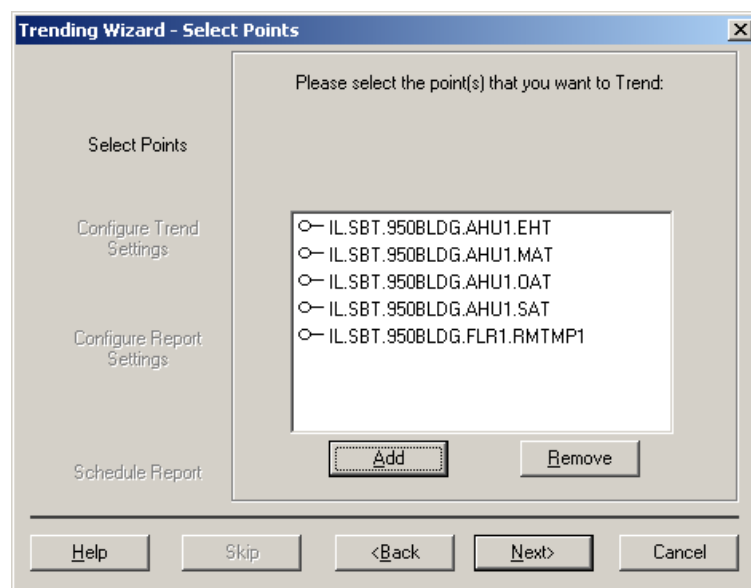 Trending Wizard - Select Points
Please select the point(s) that you want to Trend:
Select Points
Configure Trend
Settings
Configure Report
Settings
Schedule Report
IL.SBT.950BLDG.AHU1.EHT
IL.SBT.950BLDG.AHU1.MAT
IL.SBT.950BLDG.AHU1.OAT
IL.SBT.950BLDG.AHU1.SAT
IL.SBT.950BLDG.FLR1.RMTMP1
Add
Remove
Help
Skip
<Back
Next>
Cancel